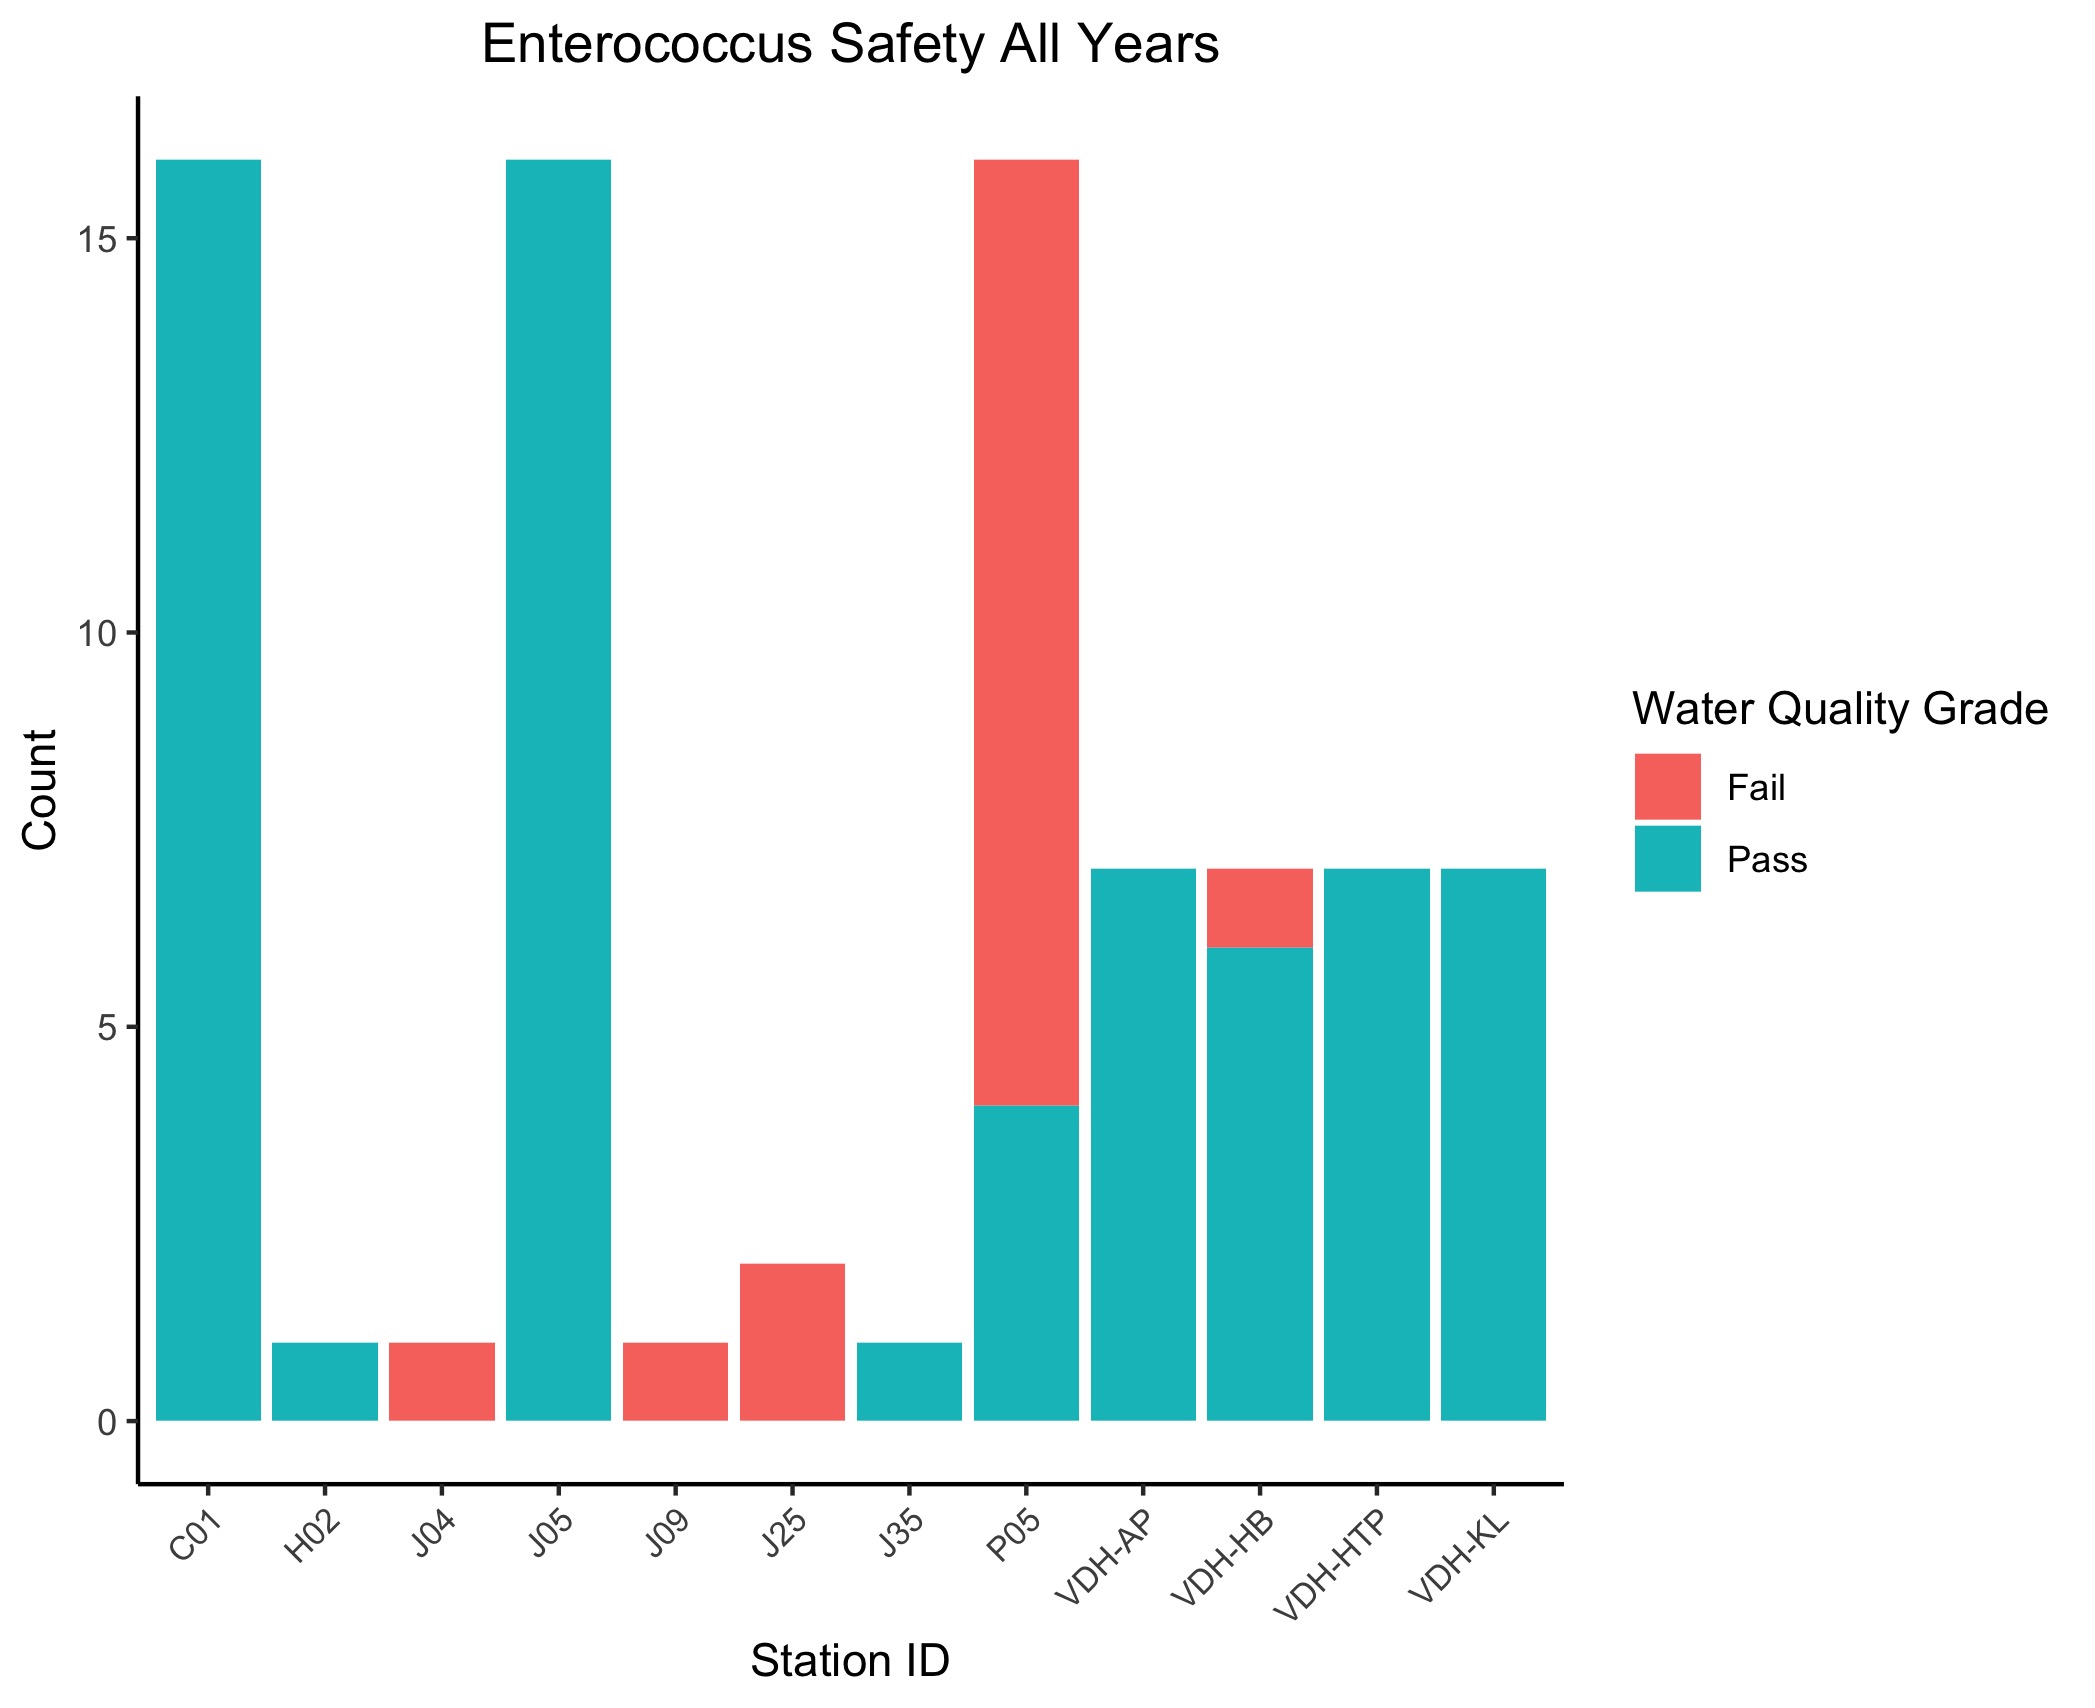 Enterococcus Safety All Years
Count
15
10
5
0
C01
H02
J04
J05
J09
J25
J35
P05
VDH-AP
VDH-HB
VDH-HTP
VDH-KL
Station ID
Water Quality Grade
Fail
Pass